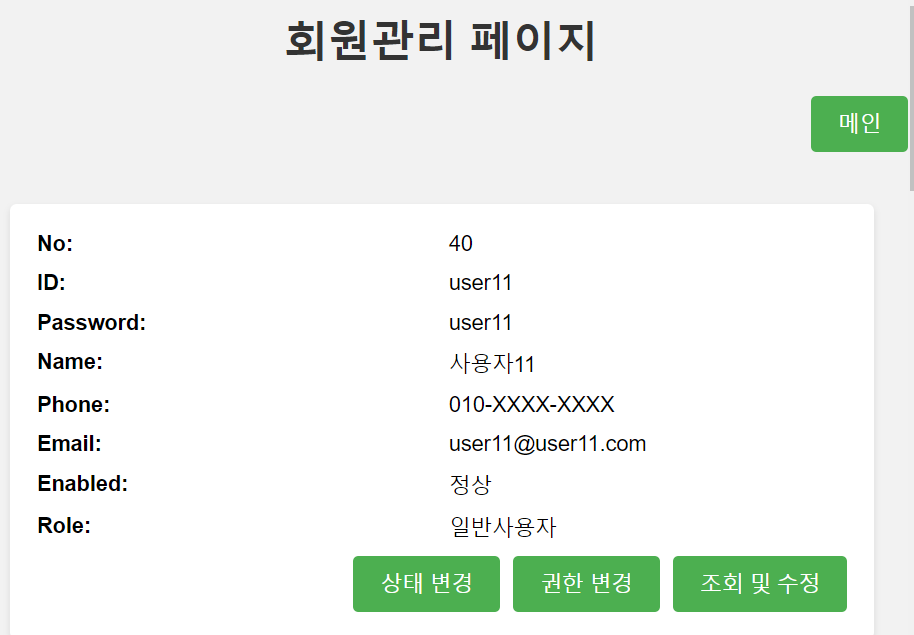 회원관리 페이지
메인
No: 40
ID: user11
Password: user11
Name: 사용자11
Phone: 010-XXXX-XXXX
Email: user11@user11.com
Enabled: 정상
Role: 일반사용자
상태 변경 권한 변경 조회 및 수정